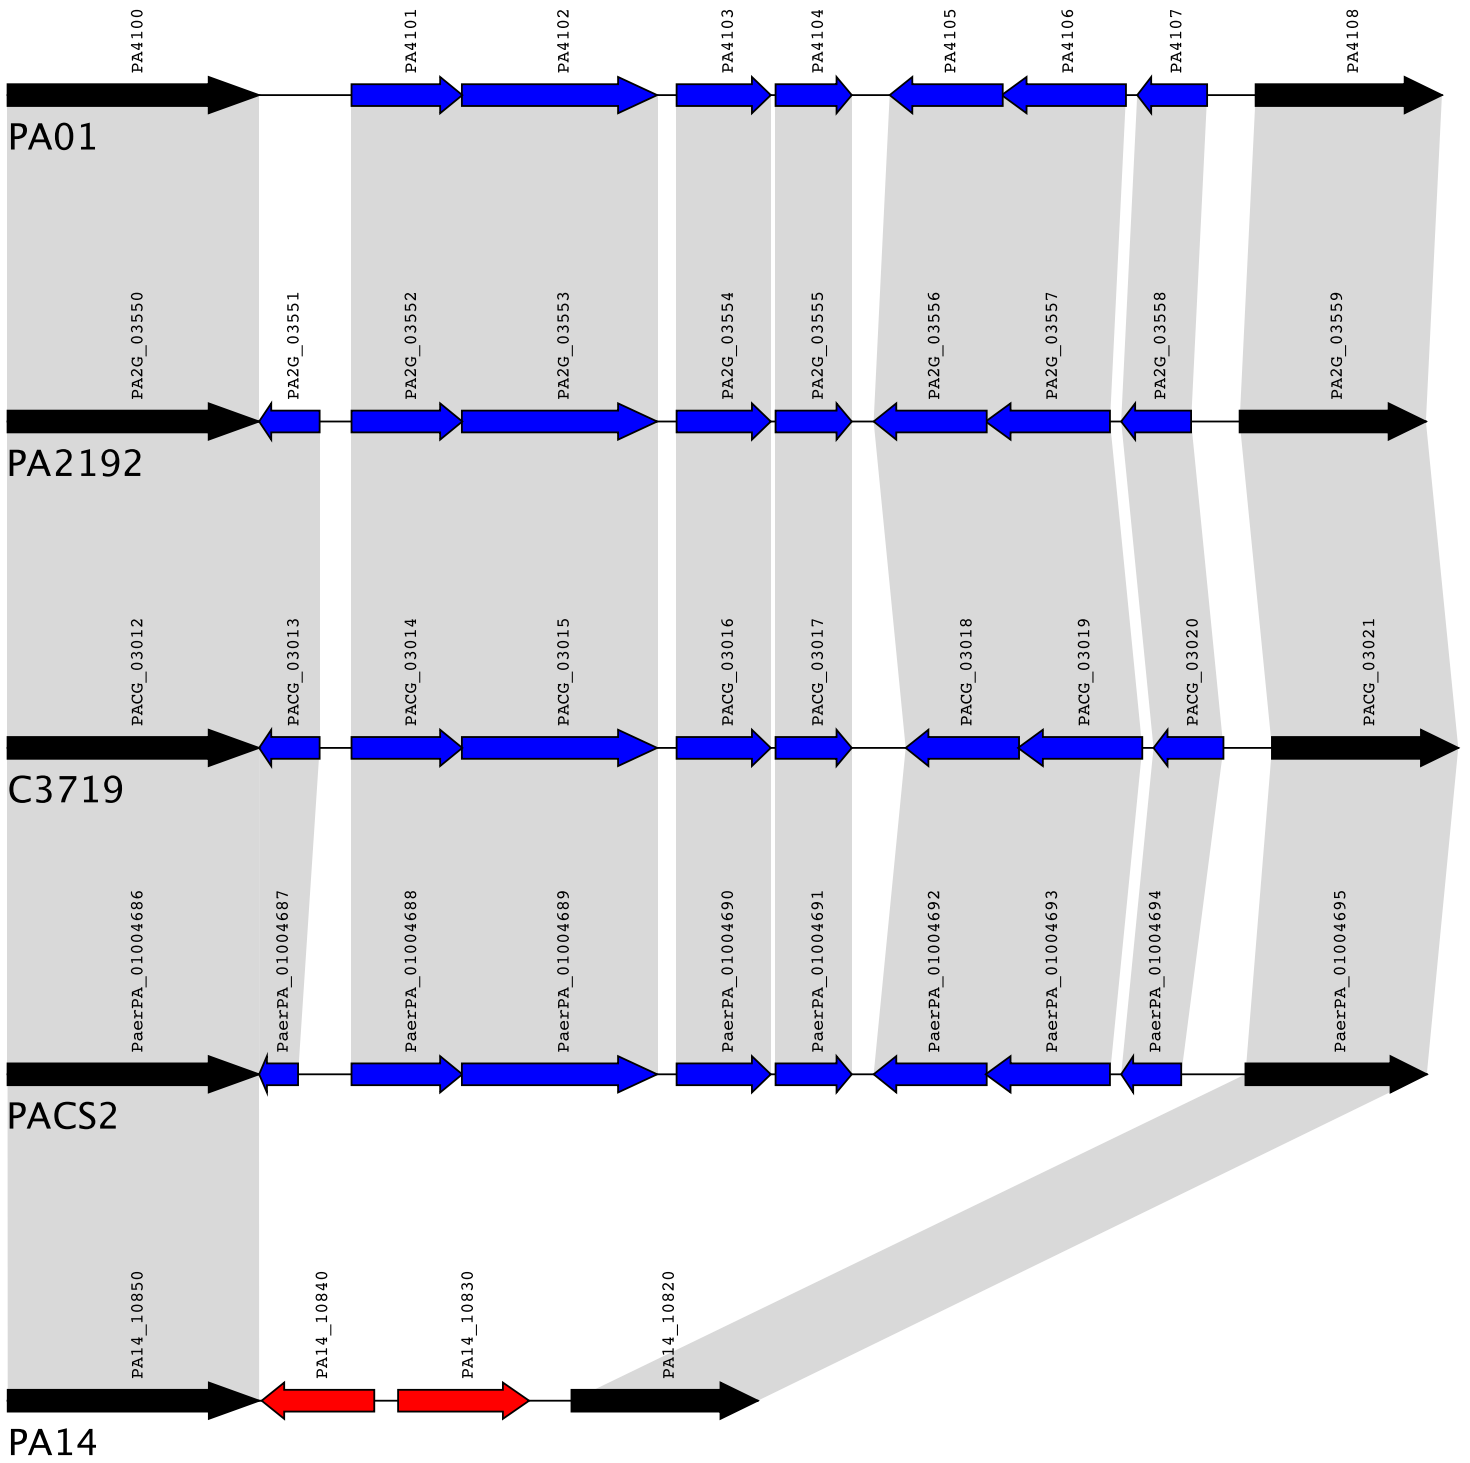 PA4100 PA4101 PA4102 PA4103 PA4104 PA4105 PA4106 PA4107 PA4108
PA01
PA2G_03550 PA2G_03551 PA2G_03552 PA2G_03553 PA2G_03554 PA2G_03555 PA2G_03556 PA2G_03557 PA2G_03558 PA2G_03559
PA2192
PACG_03012 PACG_03013 PACG_03014 PACG_03015 PACG_03016 PACG_03017 PACG_03018 PACG_03019 PACG_03020 PACG_03021
C3719
PaerPA_01004686 PaerPA_01004687 PaerPA_01004688 PaerPA_01004689 PaerPA_01004690 PaerPA_01004691 PaerPA_01004692 PaerPA_01004693 PaerPA_01004694 PaerPA_01004695
PACS2
PA14_10850 PA14_10840 PA14_10830 PA14_10820
PA14